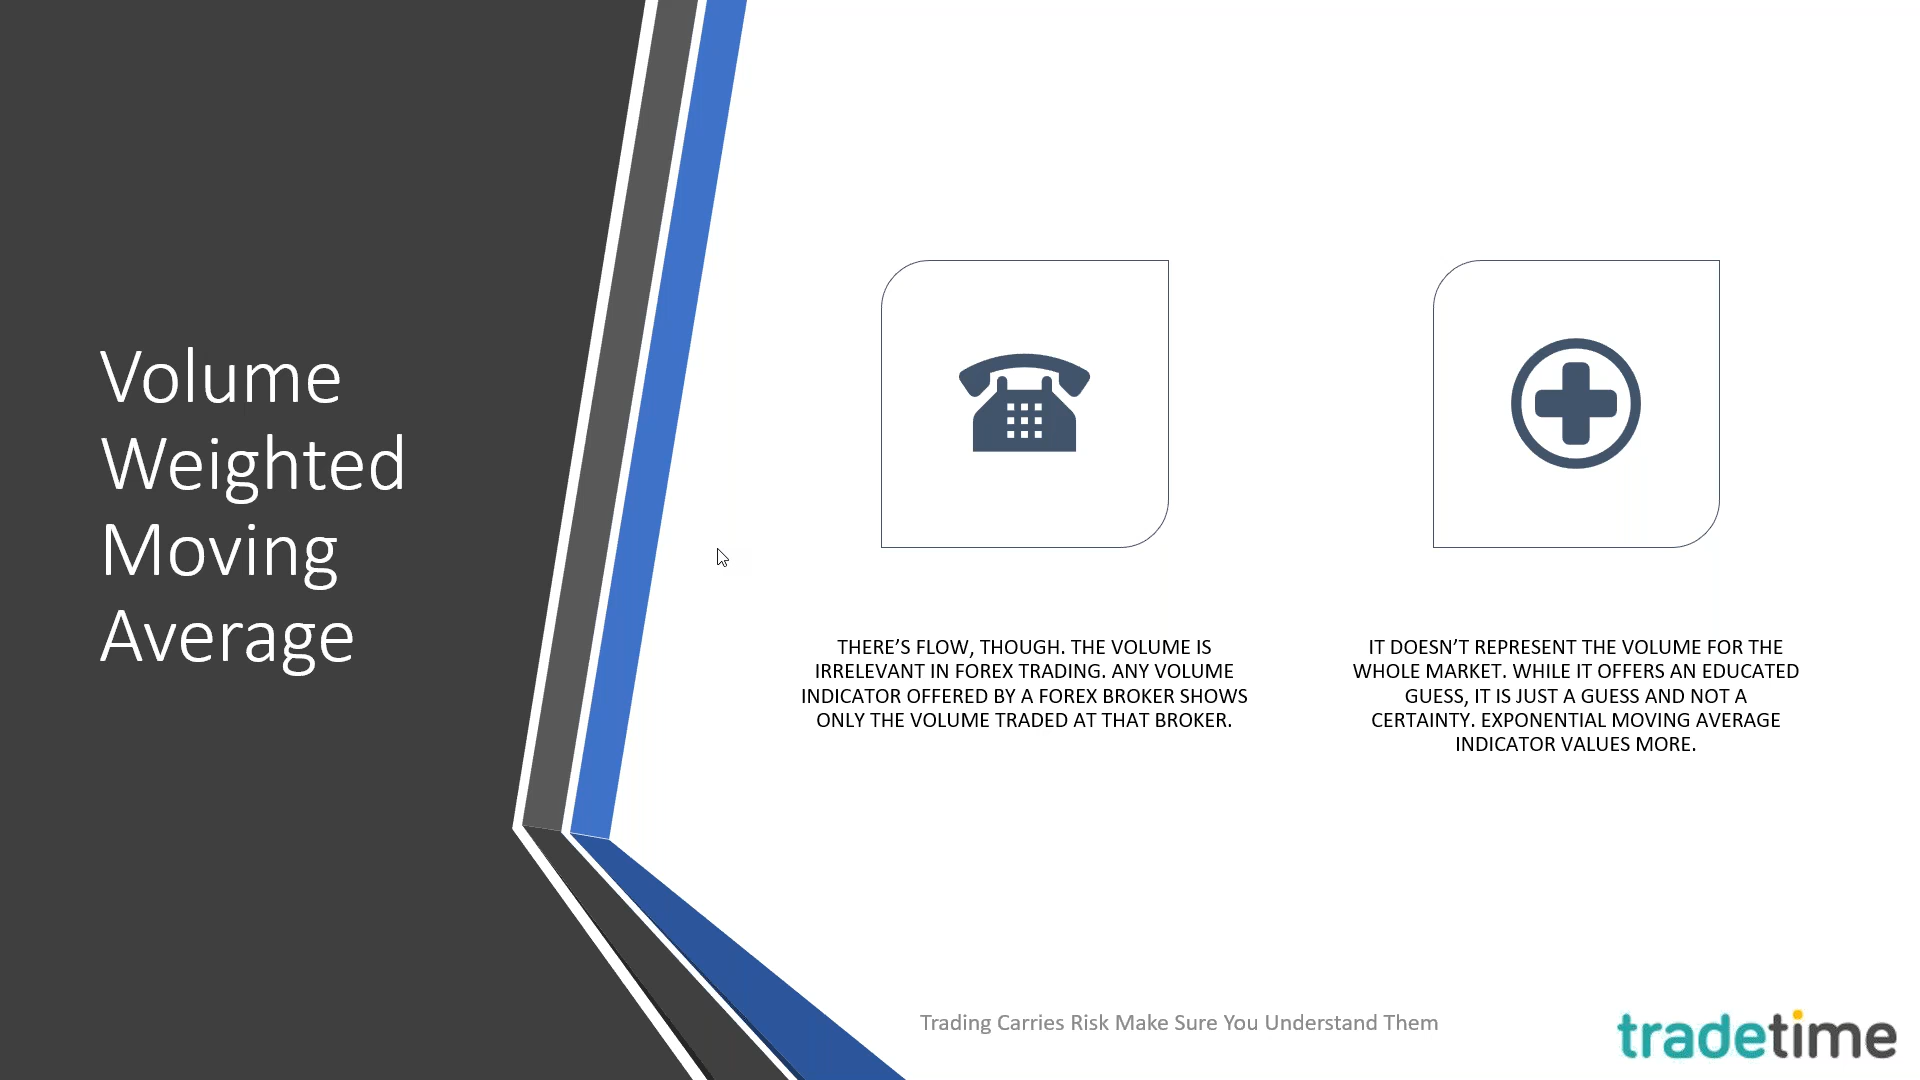 Volume
Weighted
Moving
Average
THERE’S FLOW, THOUGH. THE VOLUME IS
IRRELEVANT IN FOREX TRADING. ANY VOLUME
INDICATOR OFFERED BY A FOREX BROKER SHOWS
ONLY THE VOLUME TRADED AT THAT BROKER.
IT DOESN’T REPRESENT THE VOLUME FOR THE
WHOLE MARKET. WHILE IT OFFERS AN EDUCATED
GUESS, IT IS JUST A GUESS AND NOT A
CERTAINTY. EXPONENTIAL MOVING AVERAGE
INDICATOR VALUES MORE.
Trading Carries Risk Make Sure You Understand Them
tradetime